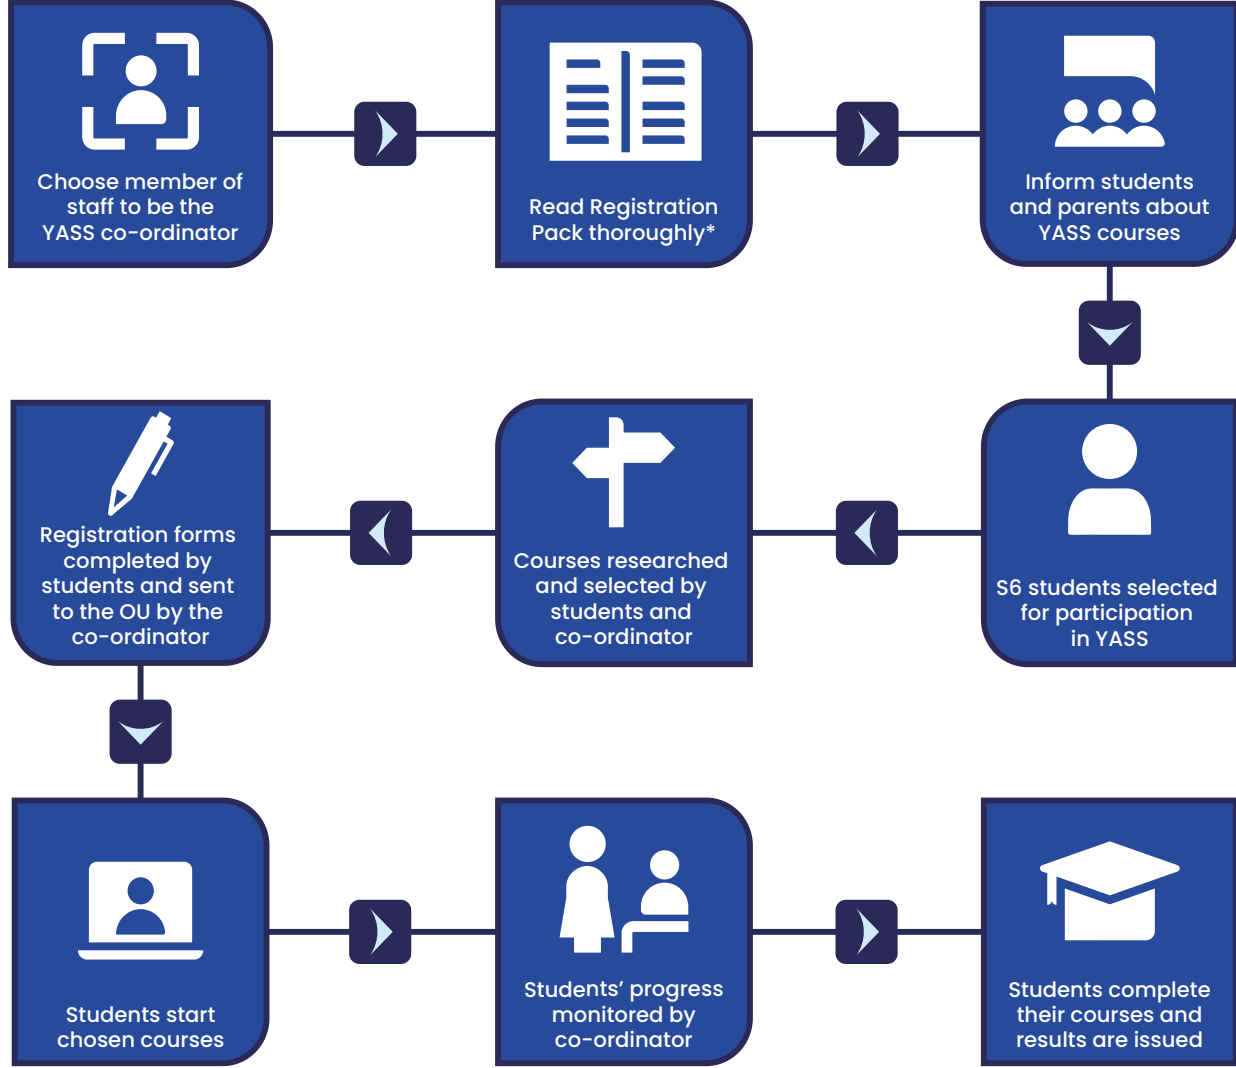 Choose member of
staff to be the
YASS co-ordinator
Read Registration
Pack thoroughly*
Inform students
and parents about
YASS courses
S6 students selected
for participation
in YASS
Courses researched
and selected by
students and
co-ordinator
Registration forms
completed by
students and sent
to the OU by the
co-ordinator
Students start
chosen courses
Students’ progress
monitored by
co-ordinator
Students complete
their courses and
results are issued